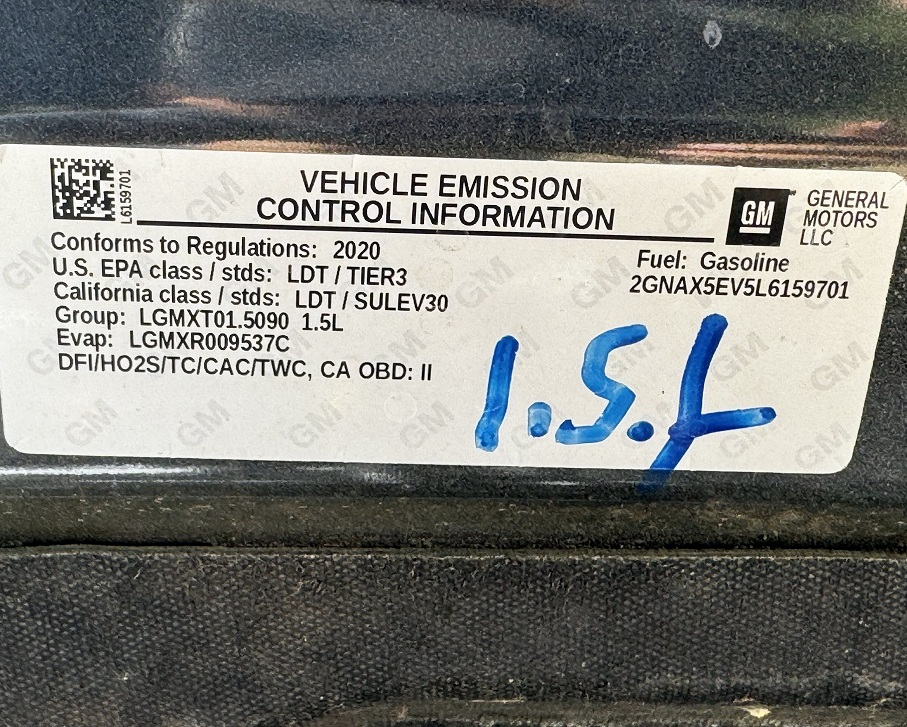 L6159701
VEHICLE EMISSION
CONTROL INFORMATION
GM
GENERAL
MOTORS
LLC
Conforms to Regulations: 2020
U.S. EPA class / stds: LDT / TIER3
California class / stds: LDT / SULEV30
Group: LGMXT01.5090 1.5L
Evap: LGMXR009537C
DFI/HO2S/TC/CAC/TWC, CA OBD: II
Fuel: Gasoline
2GNAX5EV5L6159701